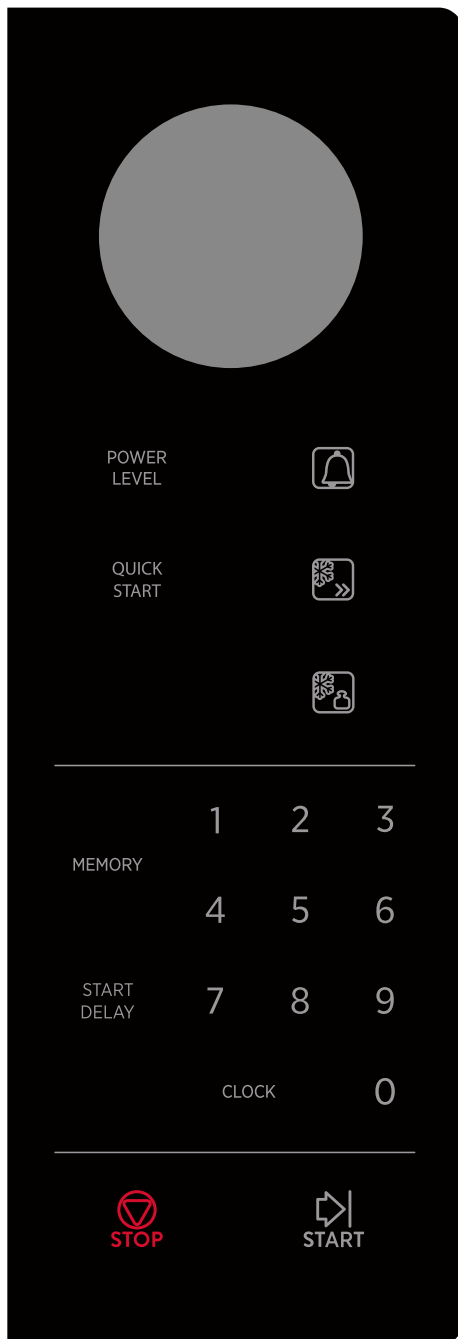 POWER
LEVEL
QUICK
START
1 2 3
MEMORY
4 5 6
START
DELAY
7 8 9
CLOCK 0
STOP
START